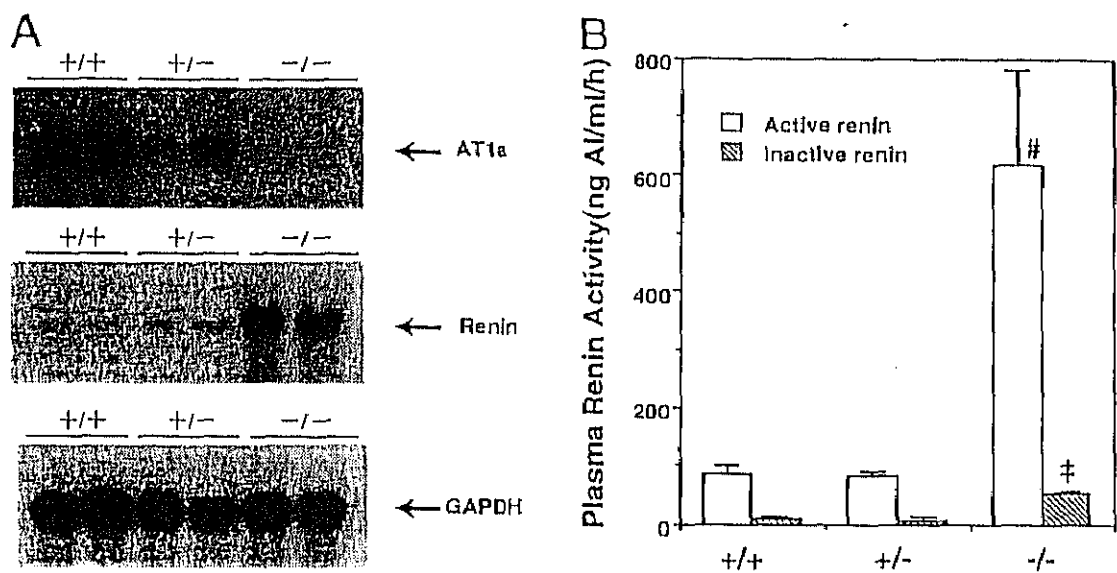 A
+/+ +/− −/−
← AT1a
+/+ +/− −/−
← Renin
+/+ +/− −/−
← GAPDH
B
Plasma Renin Activity(ng AI/ml/h)
800
600
400
200
0
Active renin
Inactive renin
#
‡
+/+ +/- -/-